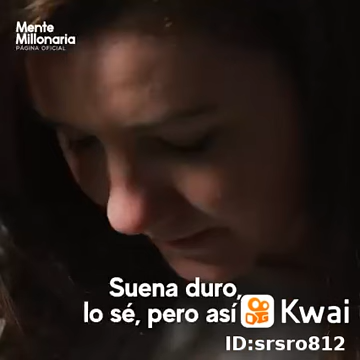 Mente
Millonaria
PÁGINA OFICIAL
Suena duro,
lo sé, pero así
Kwai
ID:srsro812